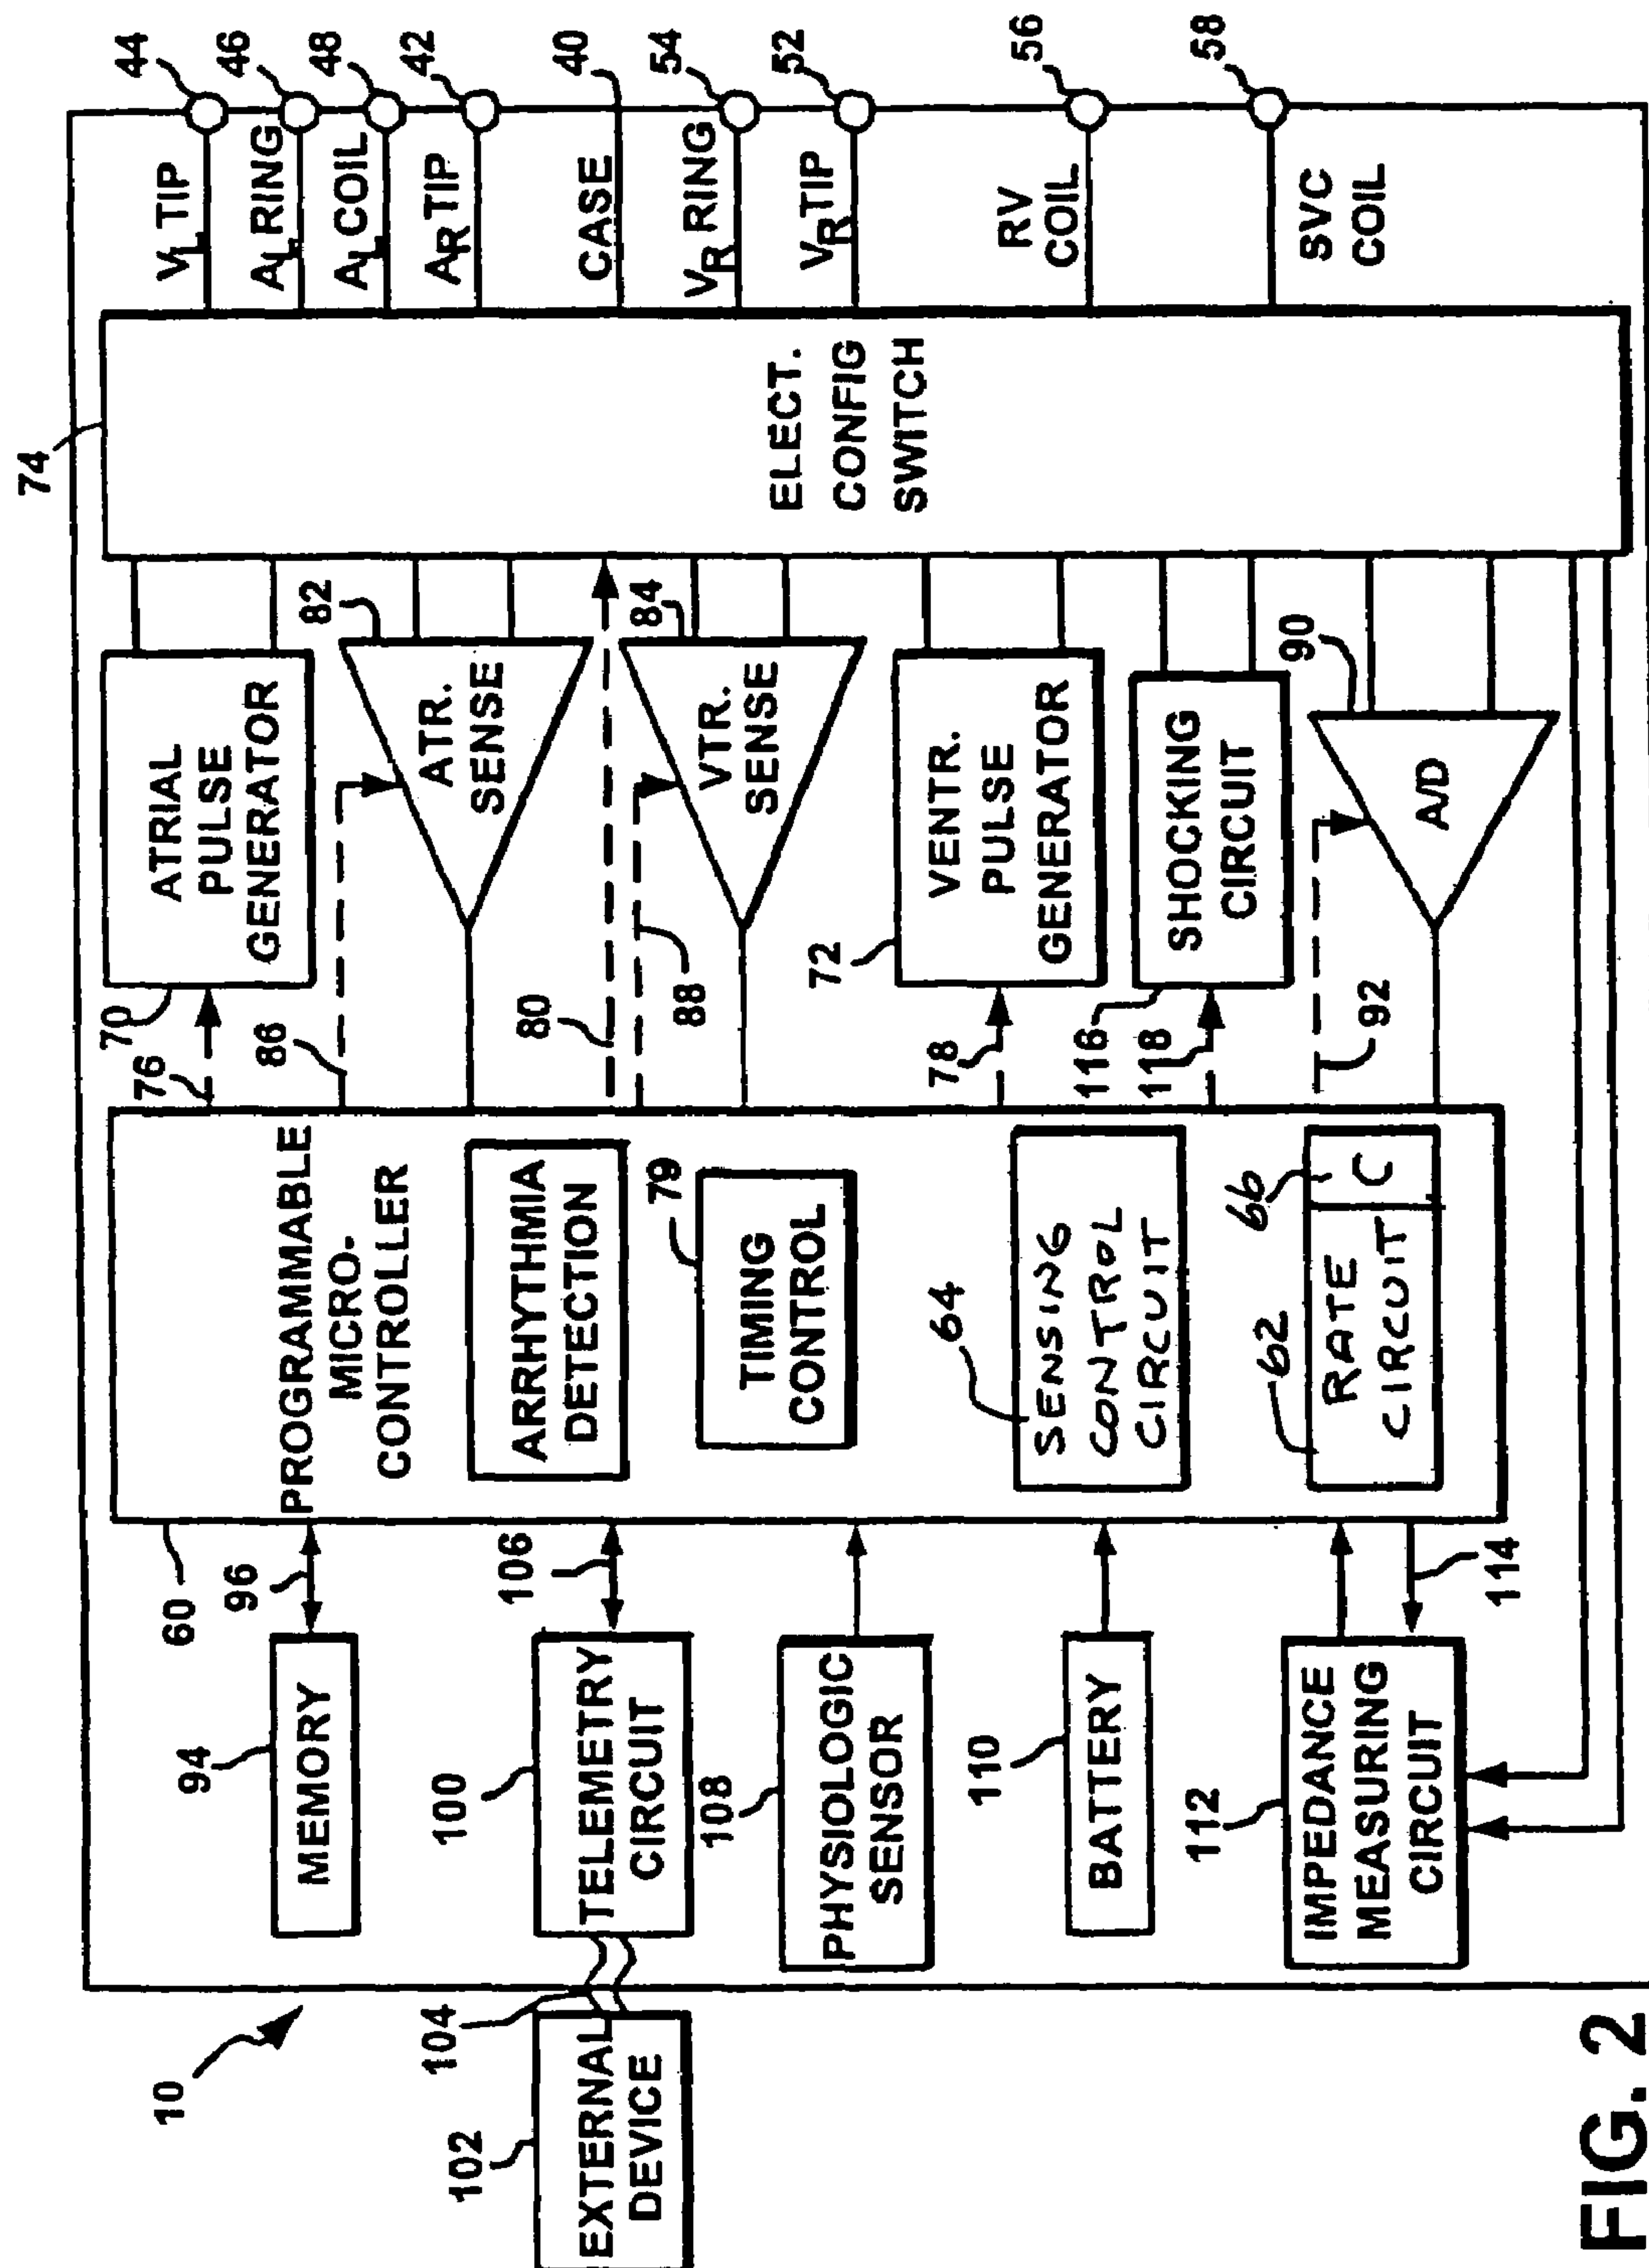 10
102
EXTERNAL
DEVICE
104
94
MEMORY
96
60
100
TELEMETRY
CIRCUIT
106
108
PHYSIOLOGIC
SENSOR
110
BATTERY
112
IMPEDANCE
MEASURING
CIRCUIT
114
PROGRAMMABLE
MICRO-
CONTROLLER
ARRHYTHMIA
DETECTION
79
TIMING
CONTROL
64
SENSING
CONTROL
CIRCUIT
62
RATE
CIRCUIT
66
C
76
70
ATRIAL
PULSE
GENERATOR
86
82
ATR.
SENSE
80
88
84
VTR.
SENSE
72
78
VENTR.
PULSE
GENERATOR
116
118
SHOCKING
CIRCUIT
92
90
A/D
74
ELECT.
CONFIG
SWITCH
VL TIP 44
AL RING 46
AL COIL 48
AR TIP 42
CASE 40
VR RING 54
VR TIP 52
RV
COIL 56
SVC
COIL 58
FIG. 2